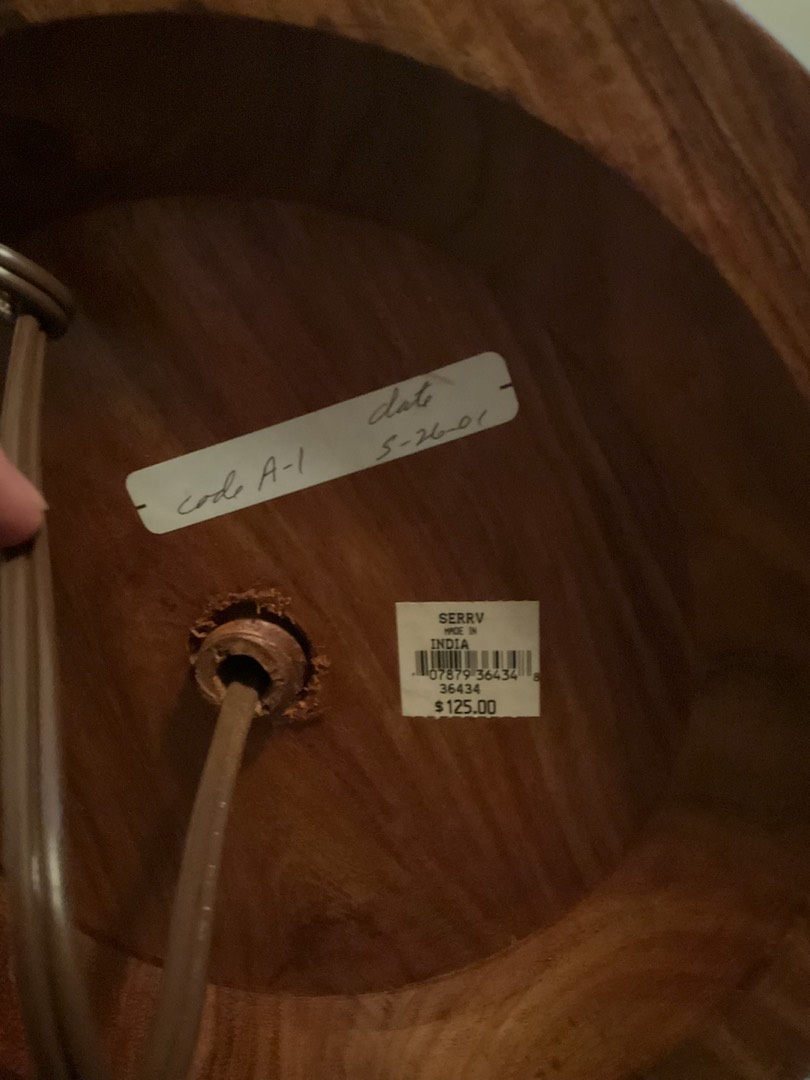 date
code A-1 5-26-01
SERRV
MADE IN
INDIA
07879 36434 8
36434
$125.00